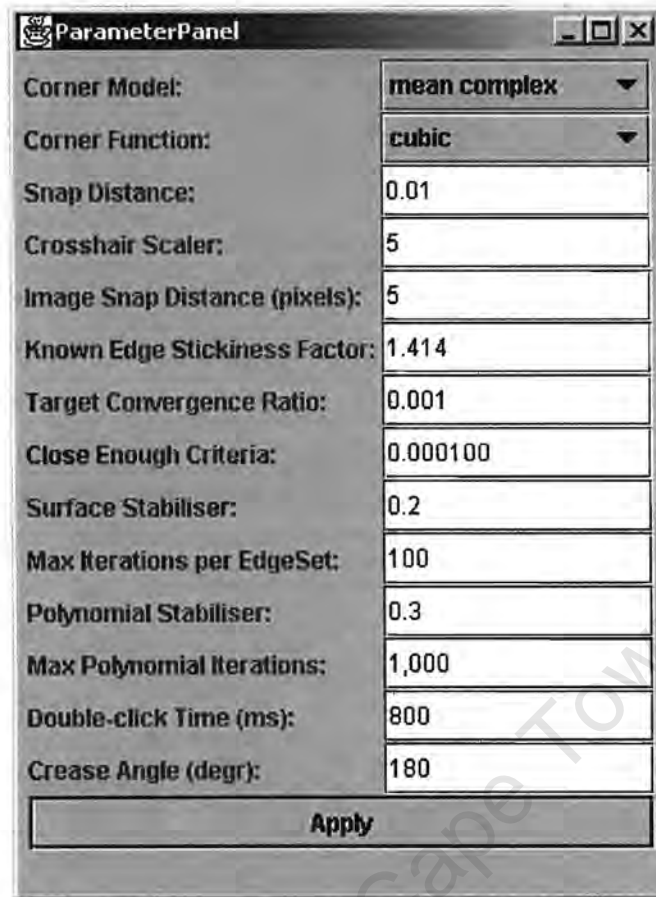 ParameterPanel
Corner Model: mean complex
Corner Function: cubic
Snap Distance: 0.01
Crosshair Scaler: 5
Image Snap Distance (pixels): 5
Known Edge Stickiness Factor: 1.414
Target Convergence Ratio: 0.001
Close Enough Criteria: 0.000100
Surface Stabiliser: 0.2
Max Iterations per EdgeSet: 100
Polynomial Stabiliser: 0.3
Max Polynomial Iterations: 1,000
Double-click Time (ms): 800
Crease Angle (degr): 180
Apply
Cape Tow